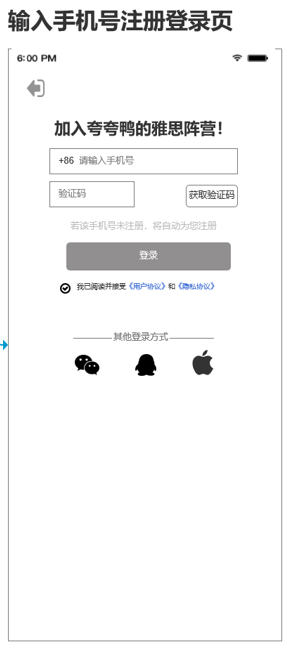 输入手机号注册登录页
6:00 PM
加入夸夸鸭的雅思阵营！
+86 请输入手机号
验证码 获取验证码
若该手机号未注册，将自动为您注册
登录
我已阅读并接受《用户协议》和《隐私协议》
其他登录方式